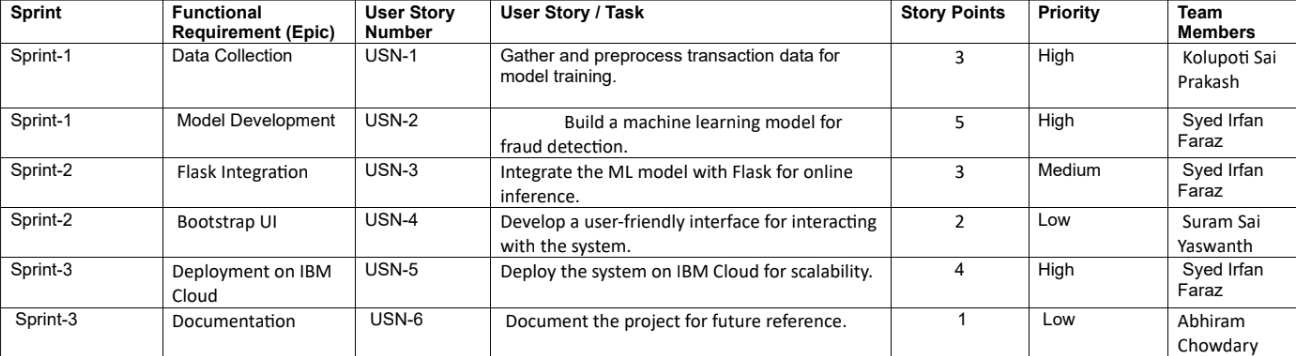 Sprint Functional Requirement (Epic) User Story Number User Story / Task Story Points Priority Team Members
Sprint-1 Data Collection USN-1 Gather and preprocess transaction data for model training. 3 High Kolupoti Sai Prakash
Sprint-1 Model Development USN-2 Build a machine learning model for fraud detection. 5 High Syed Irfan Faraz
Sprint-2 Flask Integration USN-3 Integrate the ML model with Flask for online inference. 3 Medium Syed Irfan Faraz
Sprint-2 Bootstrap UI USN-4 Develop a user-friendly interface for interacting with the system. 2 Low Suram Sai Yaswanth
Sprint-3 Deployment on IBM Cloud USN-5 Deploy the system on IBM Cloud for scalability. 4 High Syed Irfan Faraz
Sprint-3 Documentation USN-6 Document the project for future reference. 1 Low Abhiram Chowdary